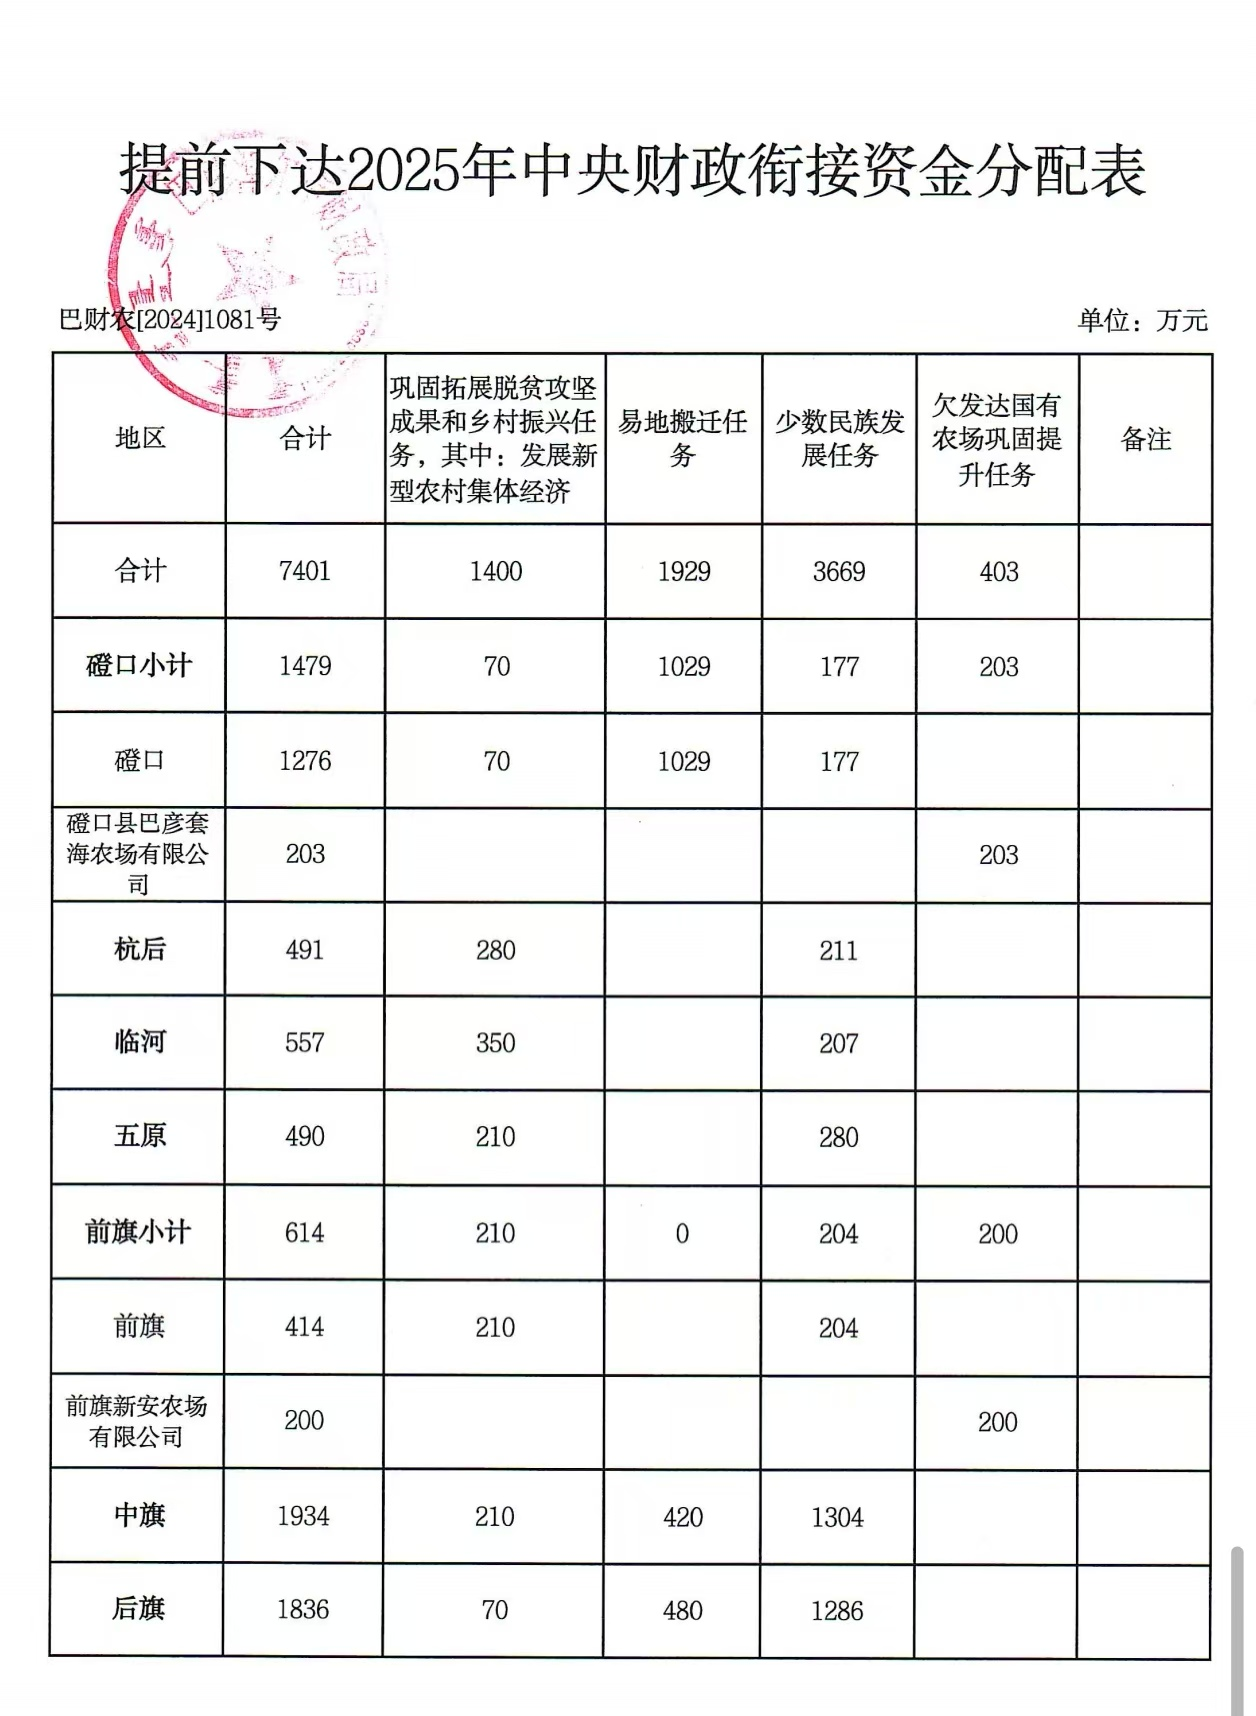 提前下达2025年中央财政衔接资金分配表
巴财农[2024]1081号 单位：万元
地区 合计 巩固拓展脱贫攻坚成果和乡村振兴任务，其中：发展新型农村集体经济 易地搬迁任务 少数民族发展任务 欠发达国有农场巩固提升任务 备注
合计 7401 1400 1929 3669 403
磴口小计 1479 70 1029 177 203
磴口 1276 70 1029 177
磴口县巴彦套海农场有限公司 203 203
杭后 491 280 211
临河 557 350 207
五原 490 210 280
前旗小计 614 210 0 204 200
前旗 414 210 204
前旗新安农场有限公司 200 200
中旗 1934 210 420 1304
后旗 1836 70 480 1286